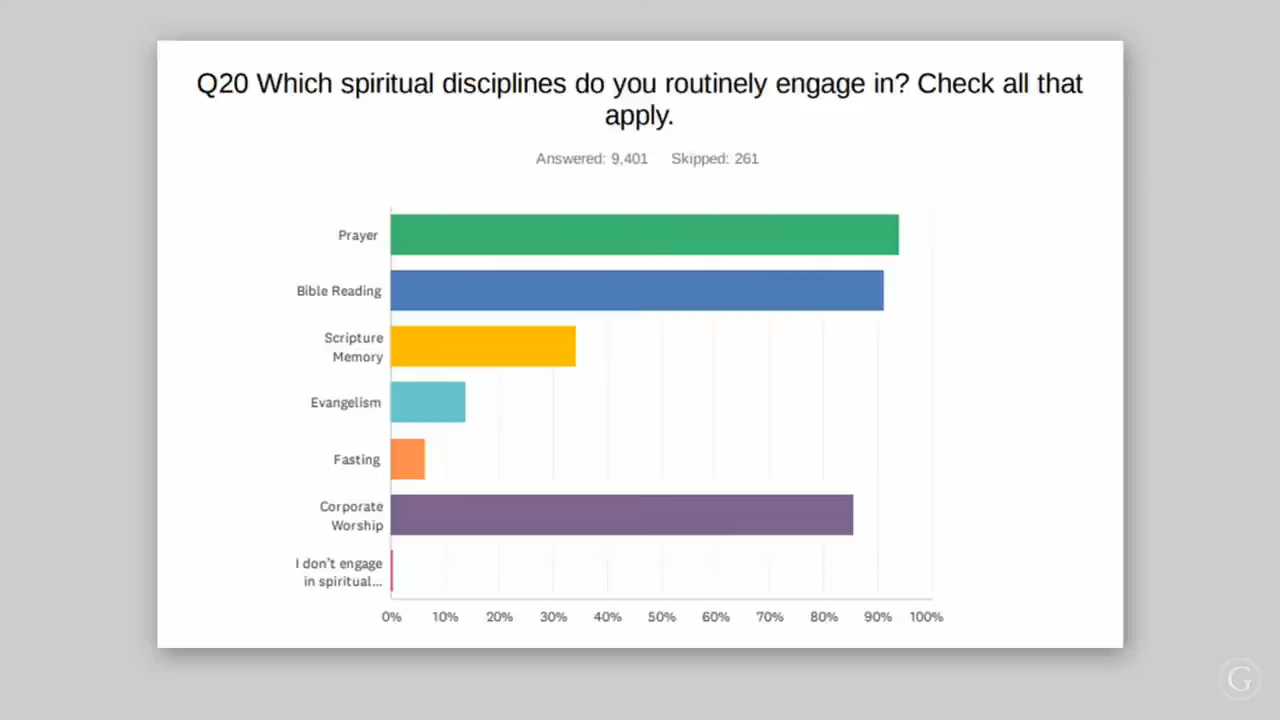 Q20 Which spiritual disciplines do you routinely engage in? Check all that
apply.
Answered: 9,401 Skipped: 261
Prayer
Bible Reading
Scripture
Memory
Evangelism
Fasting
Corporate
Worship
I don't engage
in spiritual...
0% 10% 20% 30% 40% 50% 60% 70% 80% 90% 100%
G